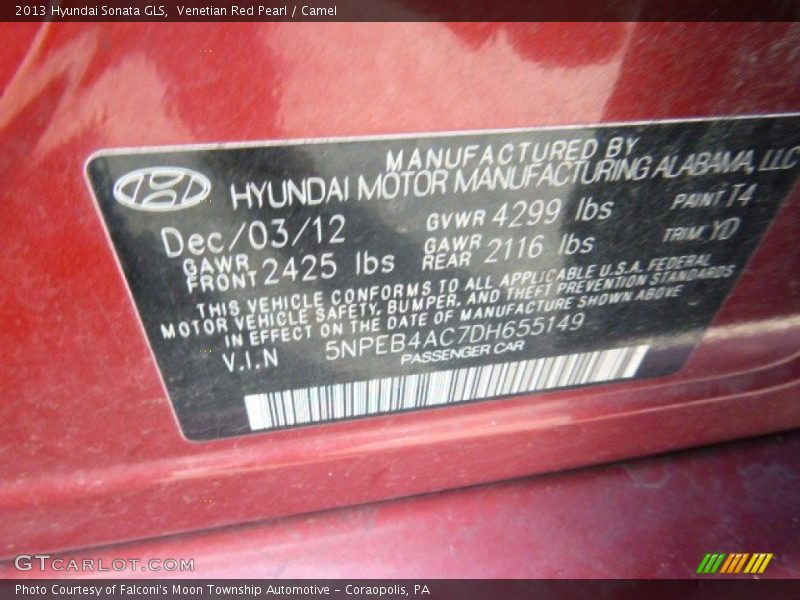 2013 Hyundai Sonata GLS,  Venetian Red Pearl / Camel
MANUFACTURED BY
HYUNDAI MOTOR MANUFACTURING ALABAMA, LLC
Dec/03/12 GVWR 4299 lbs PAINT T4
GAWR FRONT 2425 lbs GAWR REAR 2116 lbs TRIM YD
THIS VEHICLE CONFORMS TO ALL APPLICABLE U.S.A. FEDERAL
MOTOR VEHICLE SAFETY, BUMPER, AND THEFT PREVENTION STANDARDS
IN EFFECT ON THE DATE OF MANUFACTURE SHOWN ABOVE
V.I.N 5NPEB4AC7DH655149
PASSENGER CAR
GTCARLOT.COM
Photo Courtesy of Falconi's Moon Township Automotive – Coraopolis, PA